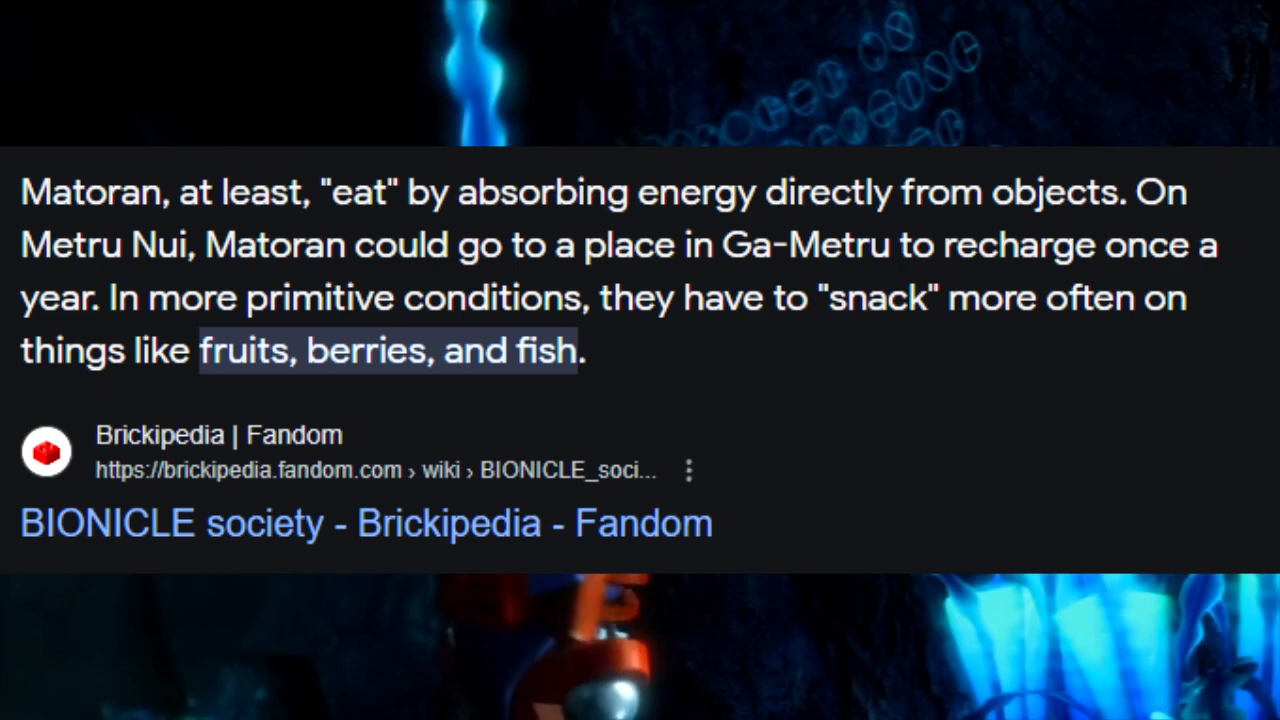 Matoran, at least, "eat" by absorbing energy directly from objects. On
Metru Nui, Matoran could go to a place in Ga-Metru to recharge once a
year. In more primitive conditions, they have to "snack" more often on
things like fruits, berries, and fish.
Brickipedia | Fandom
https://brickipedia.fandom.com › wiki › BIONICLE_soci...
BIONICLE society - Brickipedia - Fandom